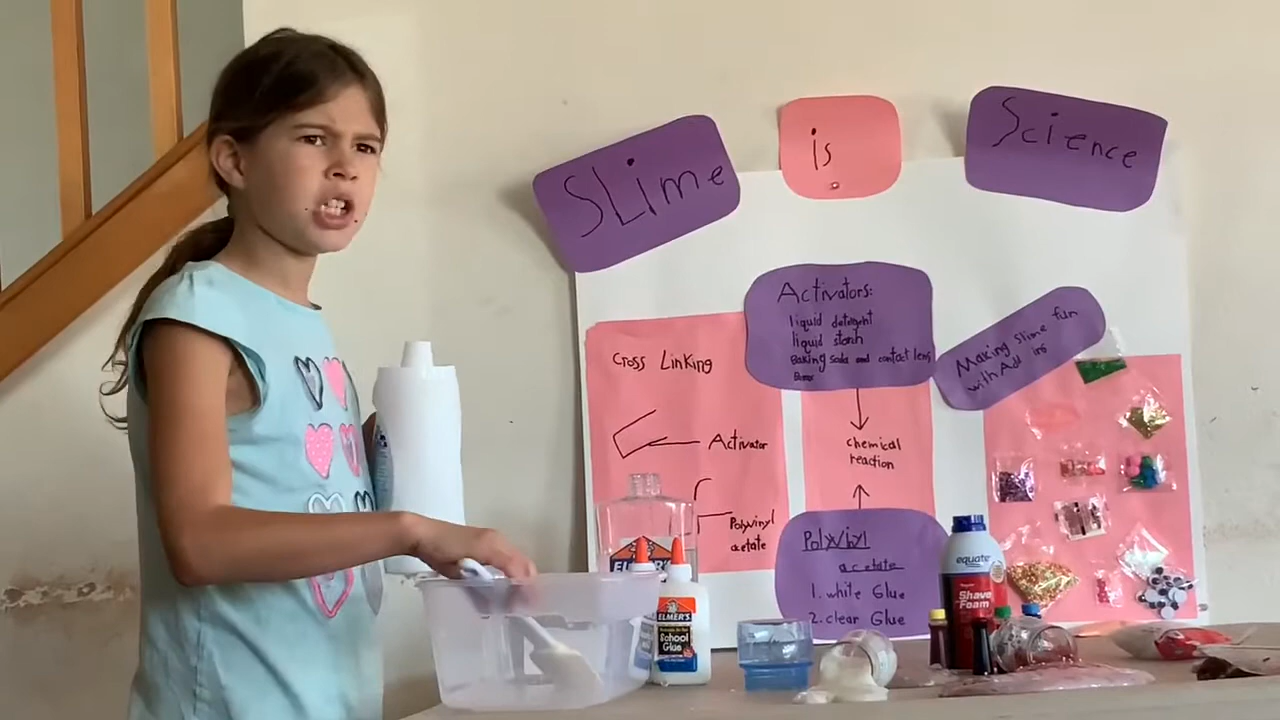 SLime
is
Science
Activators:
liquid detergent
liquid starch
Baking soda and contact lens
Borax
Making slime fun
with Add ins
Cross Linking
Activator
Polyvinyl
acetate
chemical
reaction
Polyvinyl
acetate
1. white Glue
2. clear Glue
ELMER'S
ELMER'S
School
Glue
equate
Shave
Foam